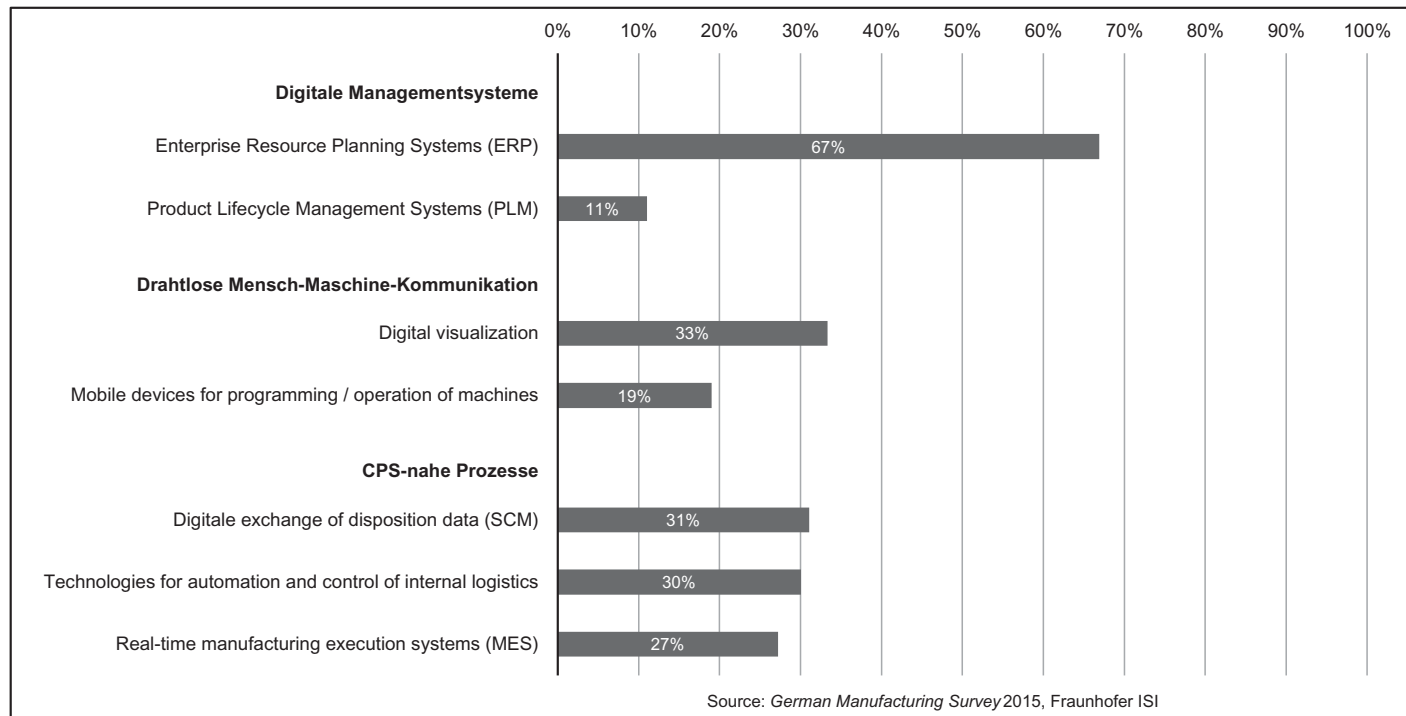 0% 10% 20% 30% 40% 50% 60% 70% 80% 90% 100%
Digitale Managementsysteme
Enterprise Resource Planning Systems (ERP) 67%
Product Lifecycle Management Systems (PLM) 11%
Drahtlose Mensch-Maschine-Kommunikation
Digital visualization 33%
Mobile devices for programming / operation of machines 19%
CPS-nahe Prozesse
Digitale exchange of disposition data (SCM) 31%
Technologies for automation and control of internal logistics 30%
Real-time manufacturing execution systems (MES) 27%
Source: German Manufacturing Survey 2015, Fraunhofer ISI